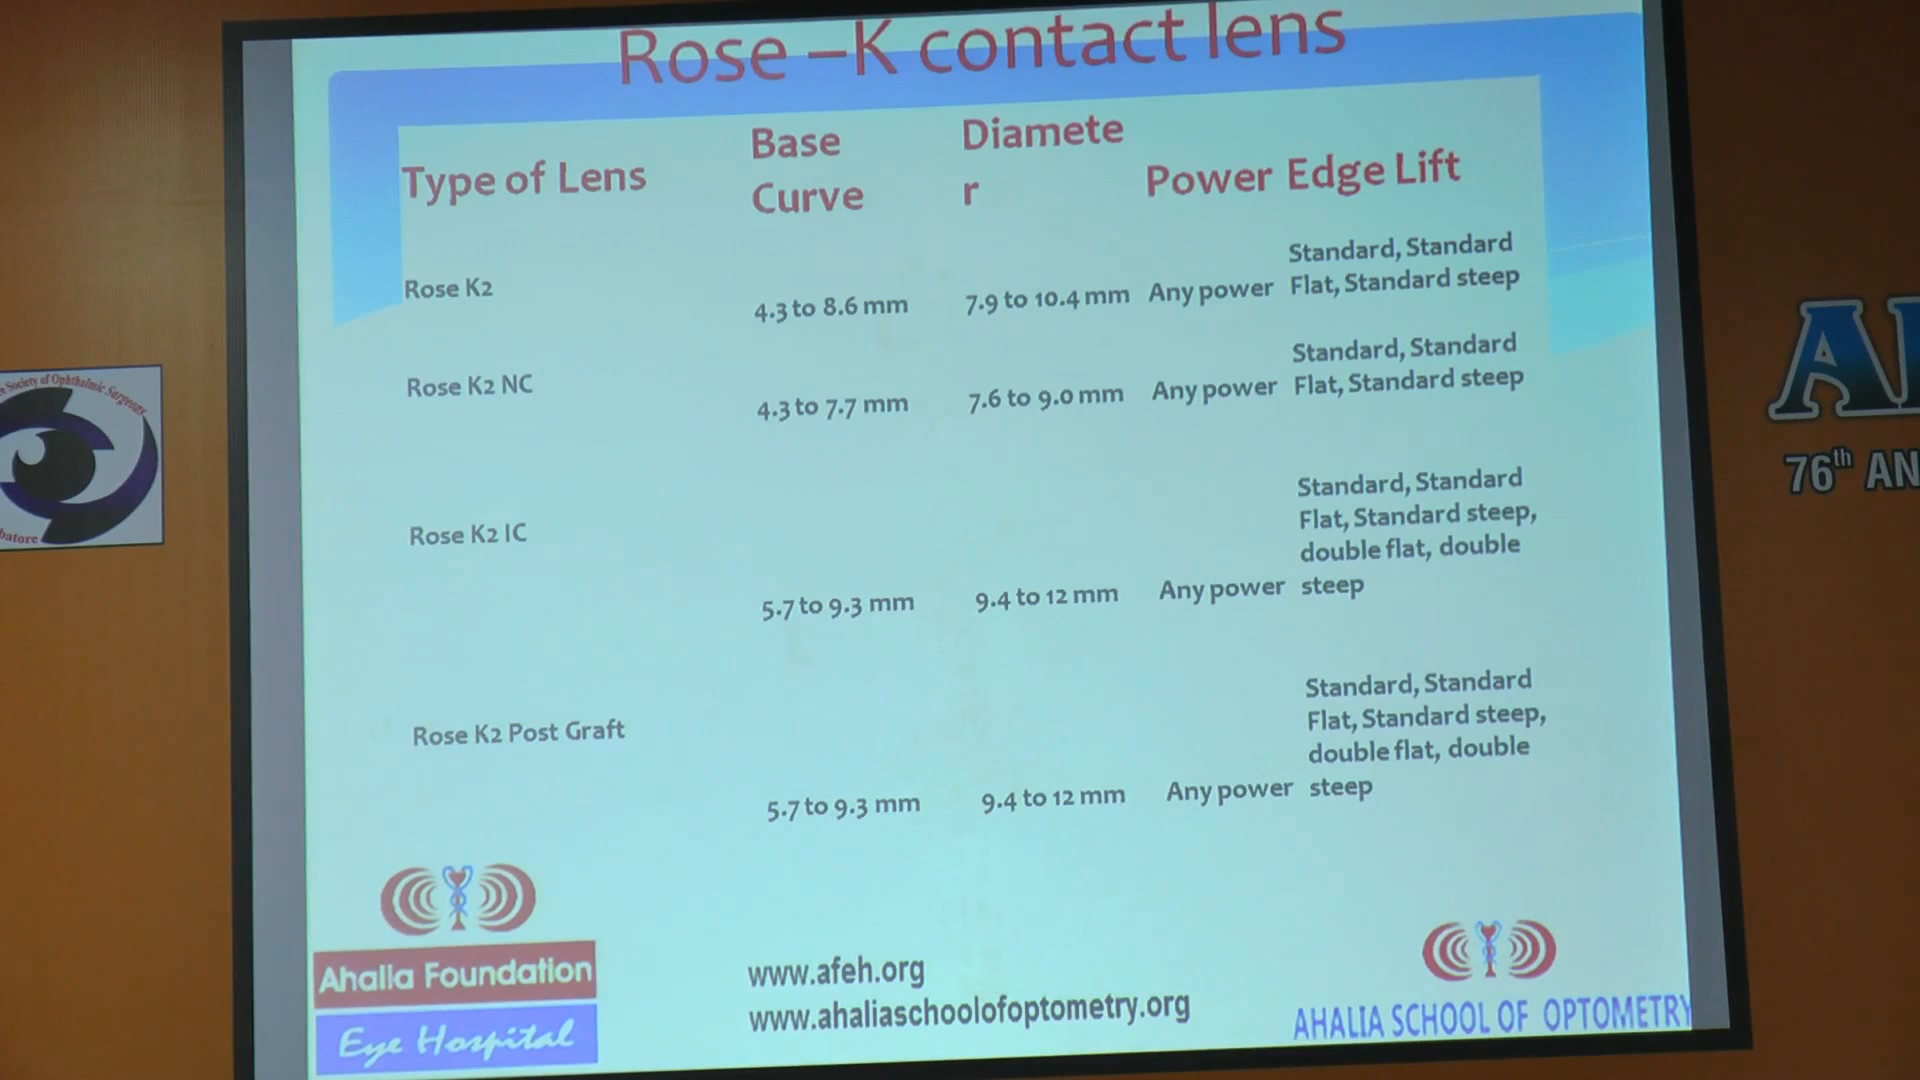 Rose –K contact lens
Type of Lens
Base
Curve
Diamete
r
Power
Edge Lift
Rose K2
4.3 to 8.6 mm
7.9 to 10.4 mm
Any power
Standard, Standard
Flat, Standard steep
Rose K2 NC
4.3 to 7.7 mm
7.6 to 9.0 mm
Any power
Standard, Standard
Flat, Standard steep
Rose K2 IC
5.7 to 9.3 mm
9.4 to 12 mm
Any power
Standard, Standard
Flat, Standard steep,
double flat, double
steep
Rose K2 Post Graft
5.7 to 9.3 mm
9.4 to 12 mm
Any power
Standard, Standard
Flat, Standard steep,
double flat, double
steep
Ahalia Foundation
Eye Hospital
www.afeh.org
www.ahaliaschoolofoptometry.org
AHALIA SCHOOL OF OPTOMETRY
Society of Ophthalmic Surgeons
76th AN